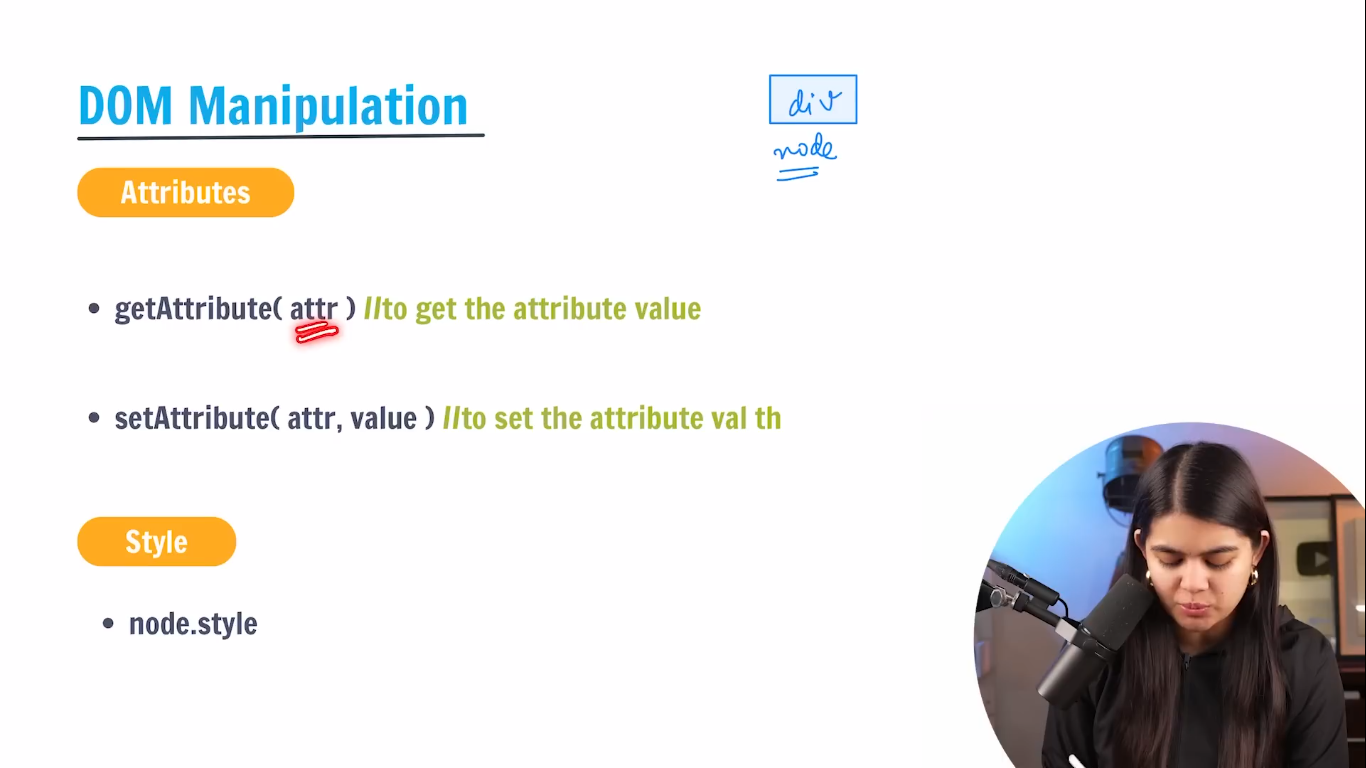 DOM Manipulation
div
node
Attributes
• getAttribute( attr ) //to get the attribute value
• setAttribute( attr, value ) //to set the attribute val th
Style
• node.style